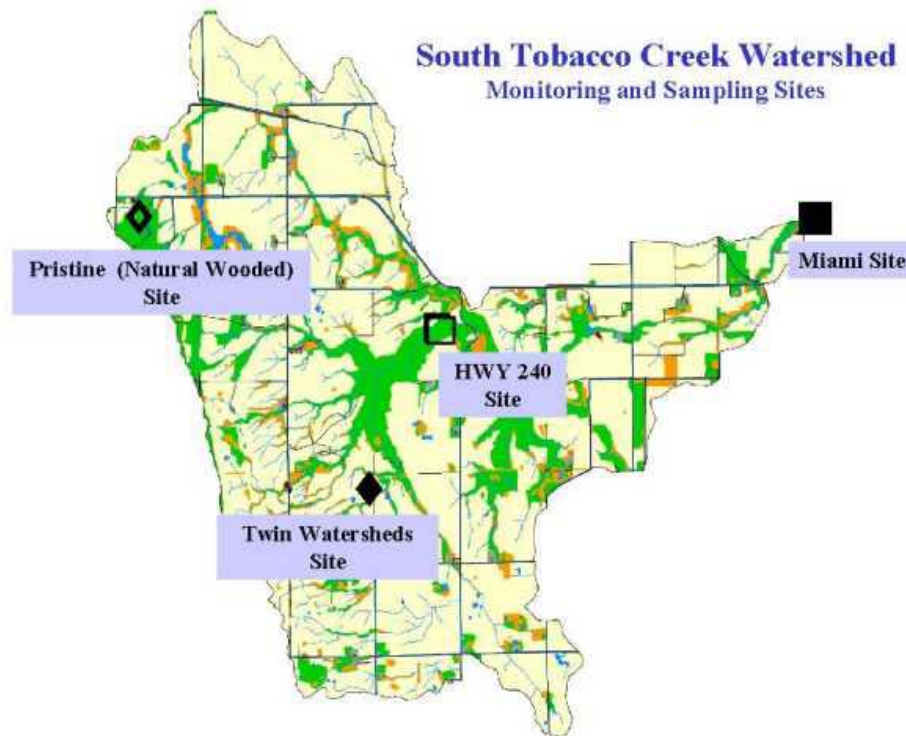 South Tobacco Creek Watershed
Monitoring and Sampling Sites
Pristine (Natural Wooded)
Site
Miami Site
HWY 240
Site
Twin Watersheds
Site